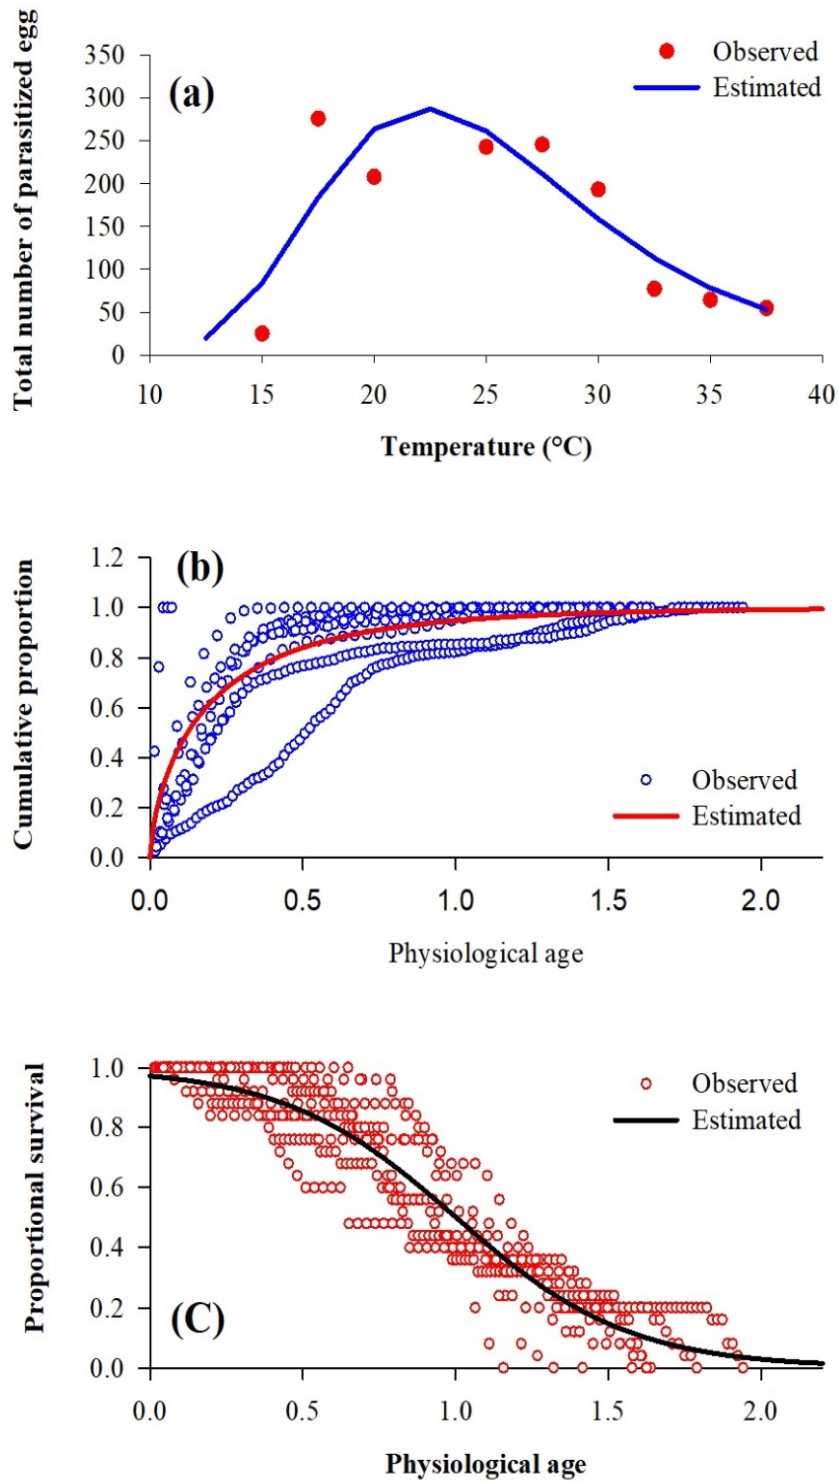 Total number of parasitized egg
350
300
250
200
150
100
50
0
(a)
Observed
Estimated
10 15 20 25 30 35 40
Temperature (°C)
Cumulative proportion
1.2
1.0
0.8
0.6
0.4
0.2
0.0
(b)
Observed
Estimated
0.0 0.5 1.0 1.5 2.0
Physiological age
Proportional survival
1.0
0.8
0.6
0.4
0.2
0.0
Observed
Estimated
(C)
0.0 0.5 1.0 1.5 2.0
Physiological age